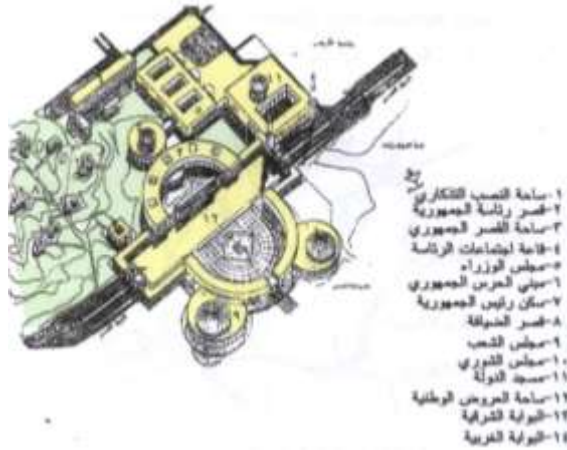 ١-ساحة النصب التذكاري
٢-قصر رئاسة الجمهورية
٣-ساحة القصر الجمهوري
٤-قاعة اجتماعات الرئاسة
٥-مجلس الوزراء
٦-مبنى الحرس الجمهوري
٧-سكن رئيس الجمهورية
٨-قصر الضيافة
٩-مجلس الشعب
١٠-مجلس الشورى
١١-مسجد الدولة
١٢-ساحة العروض الوطنية
١٣-البوابة الشرقية
١٤-البوابة الغربية